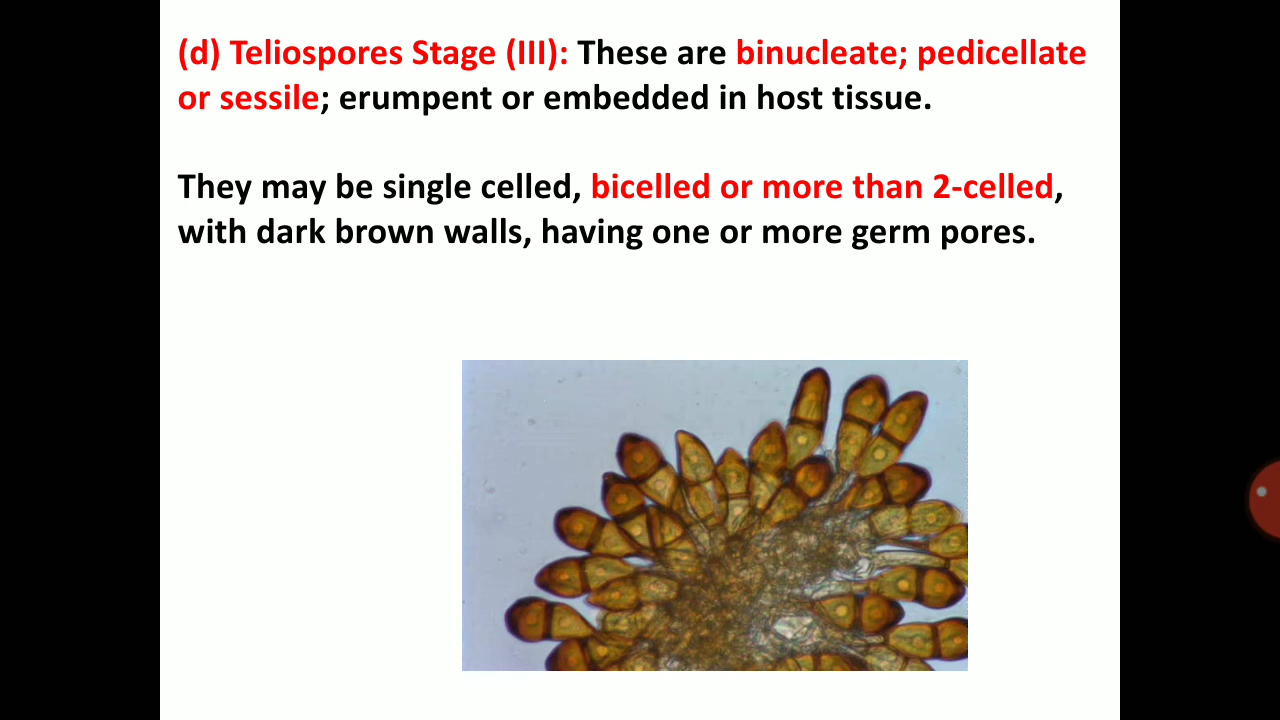 (d) Teliospores Stage (III): These are binucleate; pedicellate
or sessile; erumpent or embedded in host tissue.
They may be single celled, bicelled or more than 2-celled,
with dark brown walls, having one or more germ pores.